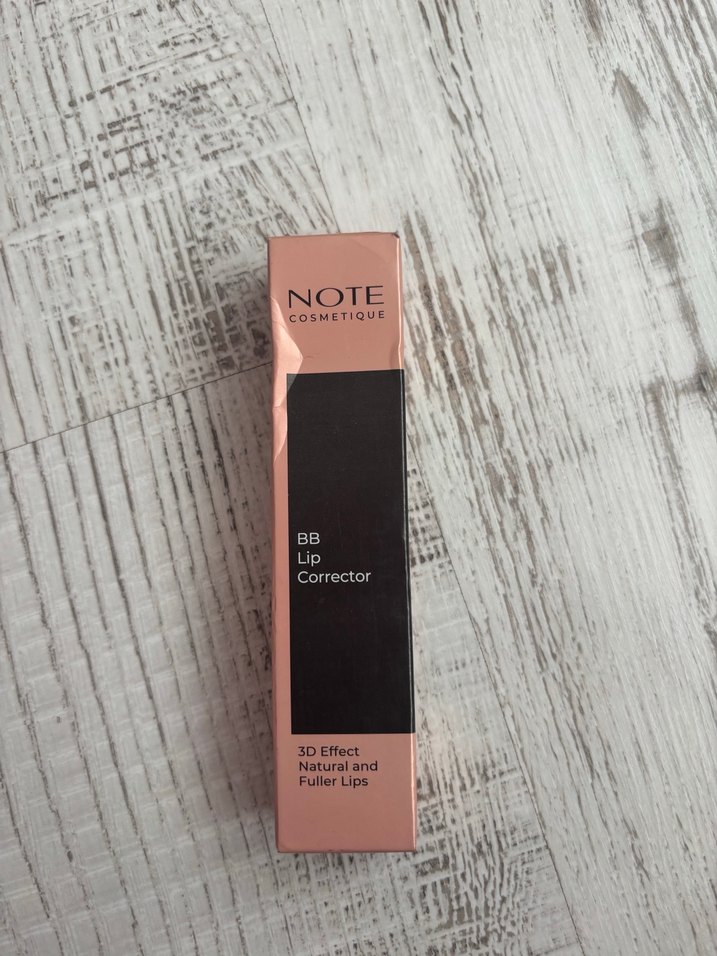 NOTE
COSMETIQUE
BB
Lip
Corrector
3D Effect
Natural and
Fuller Lips